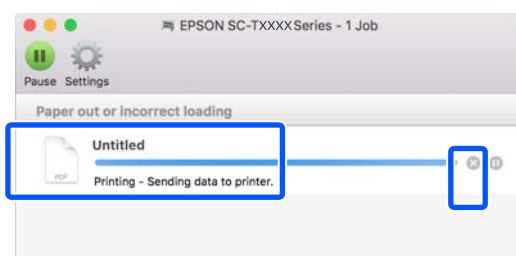 EPSON SC-TXXXX Series - 1 Job
Pause Settings
Paper out or incorrect loading
Untitled
PDF
Printing - Sending data to printer.